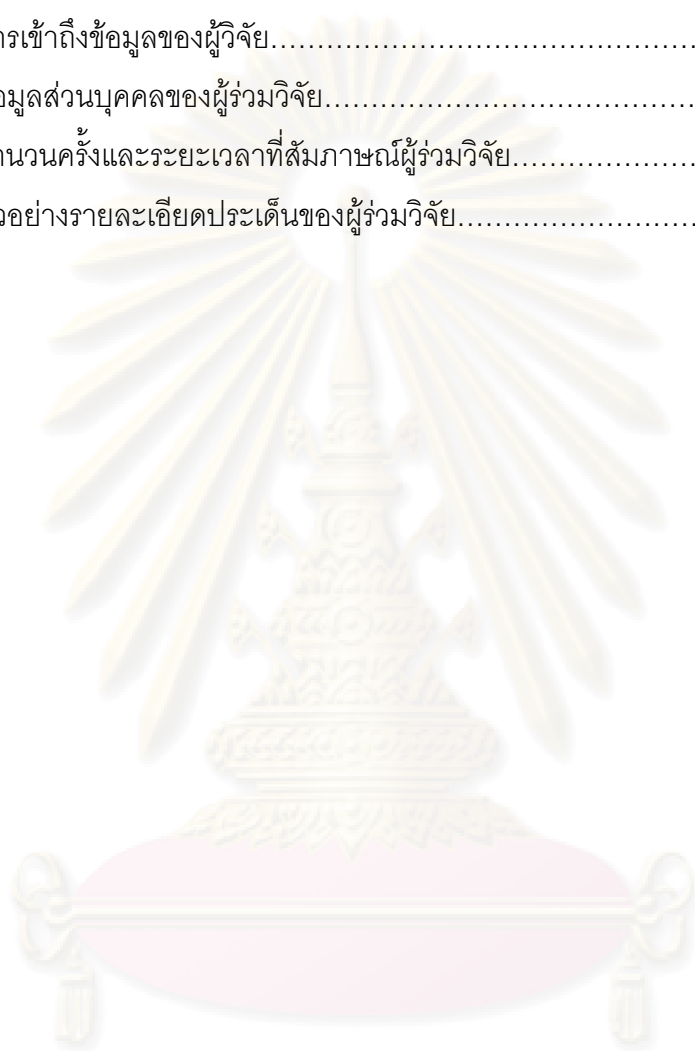 รเข้าถึงข้อมูลของผู้วิจัย.......................................................
อมูลส่วนบุคคลของผู้ร่วมวิจัย................................................
านวนครั้งและระยะเวลาที่สัมภาษณ์ผู้ร่วมวิจัย.......................
วอย่างรายละเอียดประเด็นของผู้ร่วมวิจัย..............................